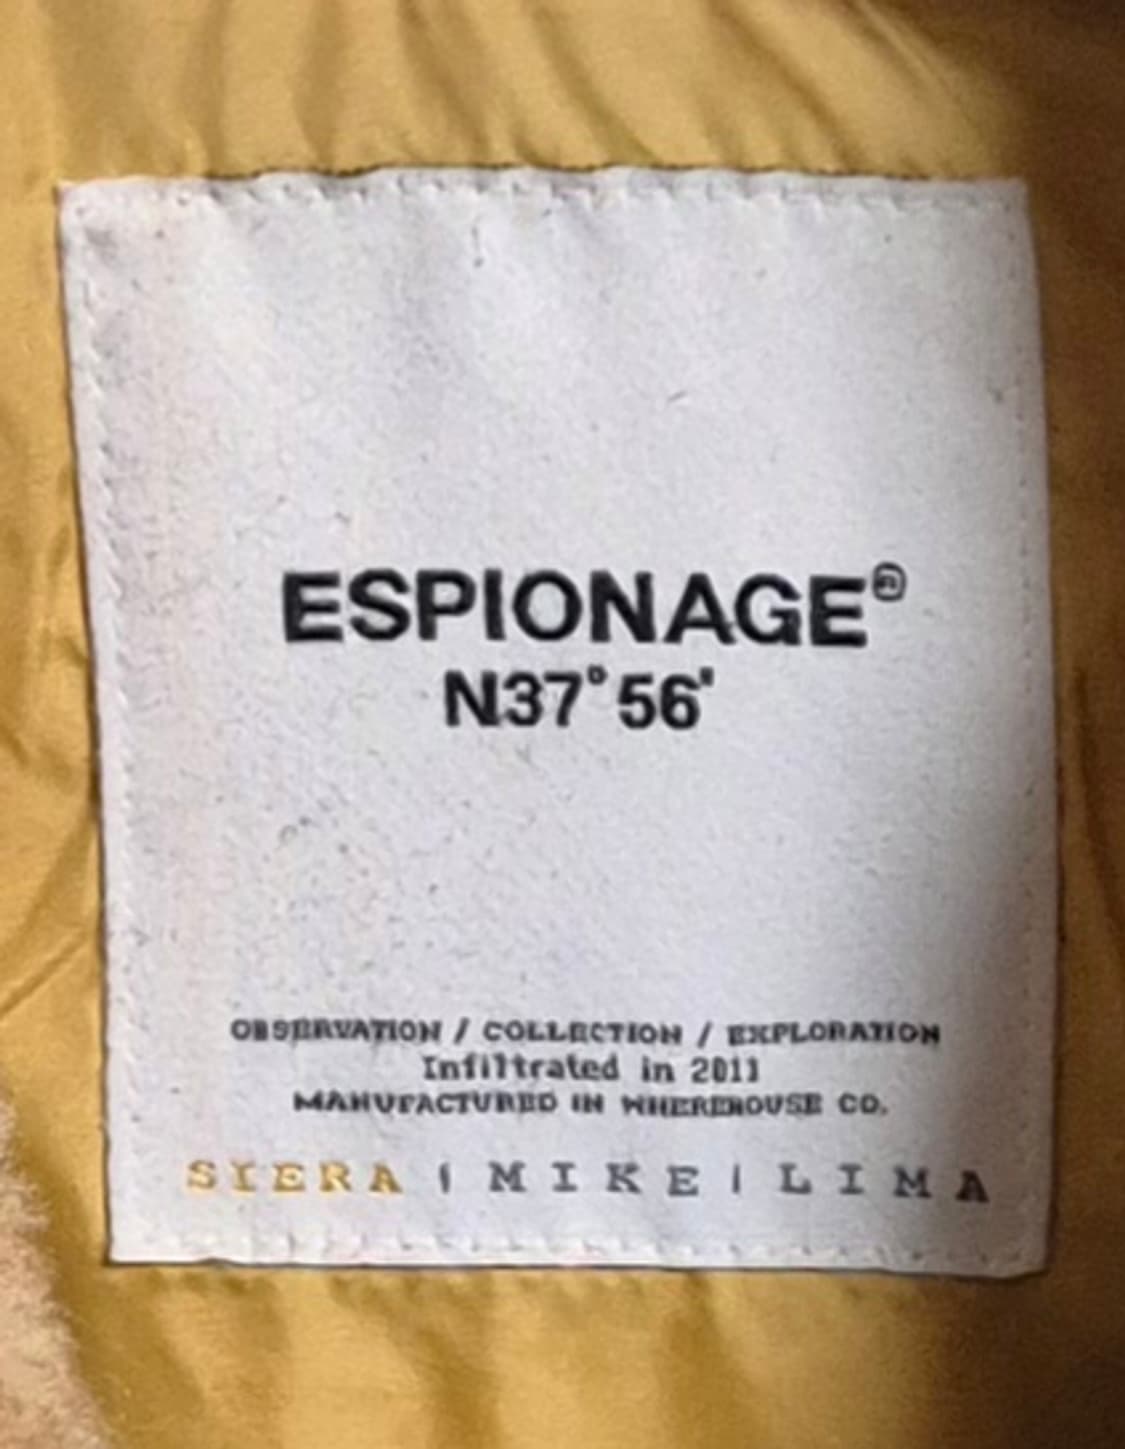 ESPIONAGE®
N37°56'
OBSERVATION / COLLECTION / EXPLORATION
Infiltrated in 2011
MANUFACTURED IN WHEREHOUSE CO.
SIERA | MIKE | LIMA